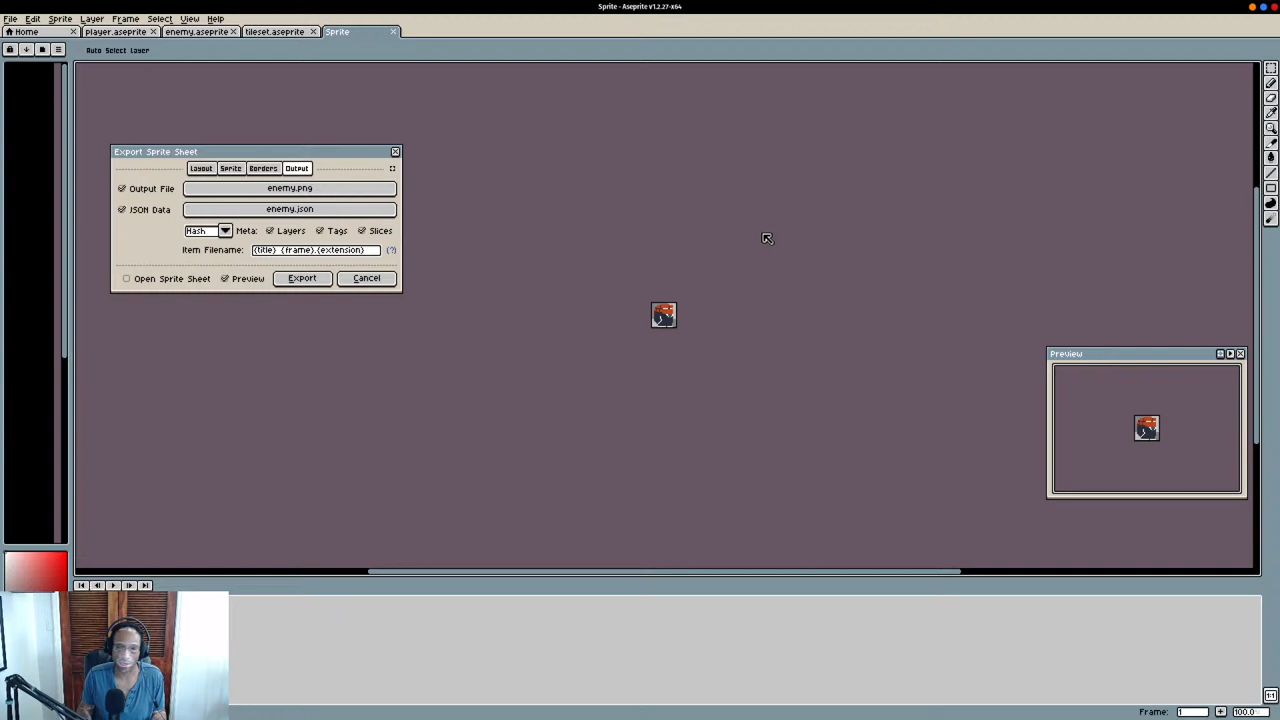 Sprite - Aseprite v1.2.27-x64
File Edit Sprite Layer Frame Select View Help
Home player.aseprite enemy.aseprite tileset.aseprite Sprite
Auto Select Layer
Export Sprite Sheet
Layout Sprite Borders Output
Output File enemy.png
JSON Data enemy.json
Hash Meta: Layers Tags Slices
Item Filename: {title} {frame}.{extension} (?)
Open Sprite Sheet Preview Export Cancel
Preview
1:1
Frame: 1 + 100.0